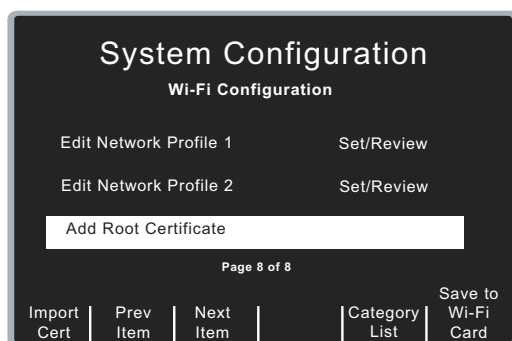 System Configuration
Wi-Fi Configuration
Edit Network Profile 1 Set/Review
Edit Network Profile 2 Set/Review
Add Root Certificate
Page 8 of 8
Import Cert
Prev Item
Next Item
Category List
Save to Wi-Fi Card